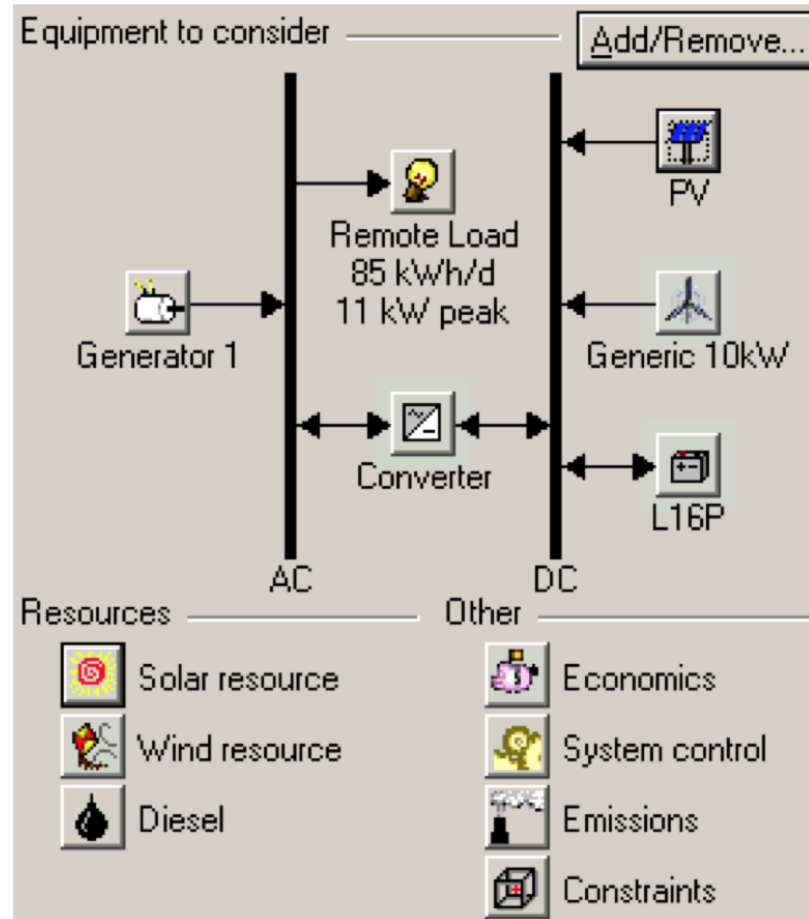 Equipment to consider
Add/Remove...
Remote Load
85 kWh/d
11 kW peak
PV
Generator 1
Generic 10kW
Converter
L16P
AC
DC
Resources
Other
Solar resource
Economics
Wind resource
System control
Diesel
Emissions
Constraints